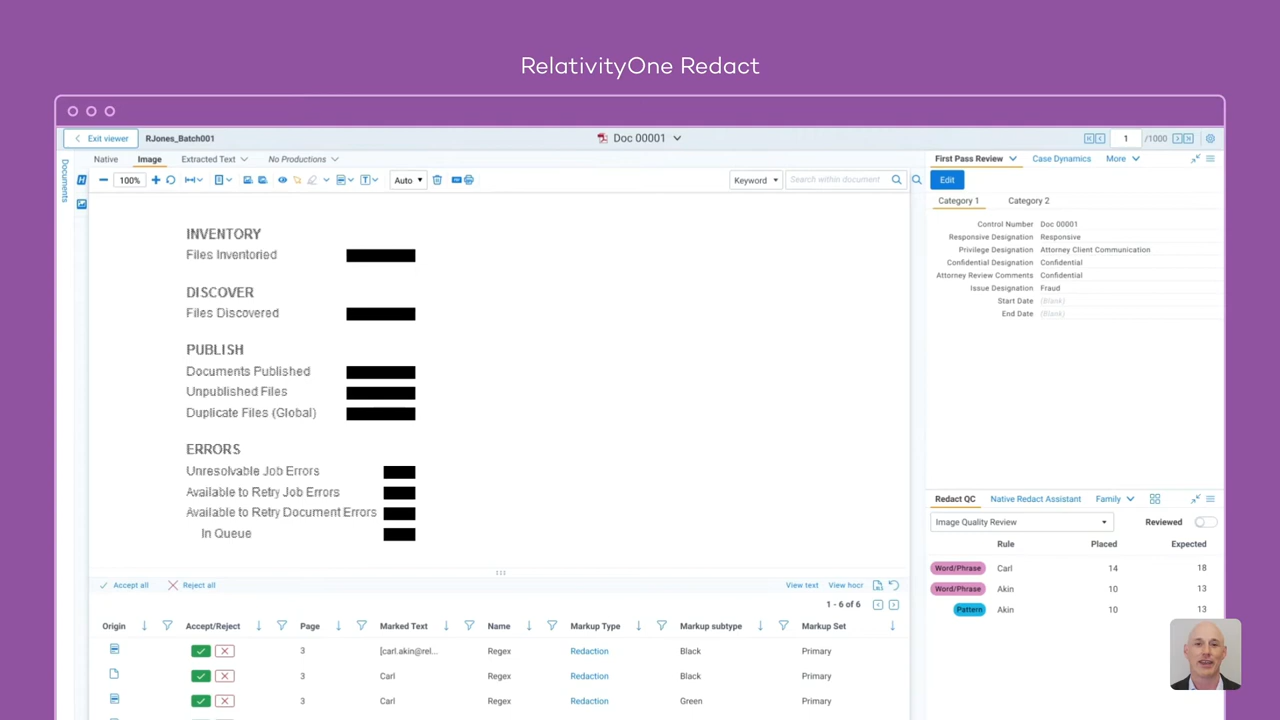 RelativityOne Redact
Exit viewer RJones_Batch001 Doc 00001 1 /1000
Documents
Native Image Extracted Text No Productions
100% Auto Keyword Search within document
INVENTORY
Files Inventoried
DISCOVER
Files Discovered
PUBLISH
Documents Published
Unpublished Files
Duplicate Files (Global)
ERRORS
Unresolvable Job Errors
Available to Retry Job Errors
Available to Retry Document Errors
In Queue
First Pass Review Case Dynamics More
Edit
Category 1 Category 2
Control Number Doc 00001
Responsive Designation Responsive
Privilege Designation Attorney Client Communication
Confidential Designation Confidential
Attorney Review Comments Confidential
Issue Designation Fraud
Start Date (Blank)
End Date (Blank)
Redact QC Native Redact Assistant Family
Image Quality Review Reviewed
Rule Placed Expected
Word/Phrase Carl 14 18
Word/Phrase Akin 10 13
Pattern Akin 10 13
Accept all Reject all View text View hocr
1 - 6 of 6
Origin Accept/Reject Page Marked Text Name Markup Type Markup subtype Markup Set
3 [carl.akin@rel... Regex Redaction Black Primary
3 Carl Regex Redaction Black Primary
3 Carl Regex Redaction Green Primary